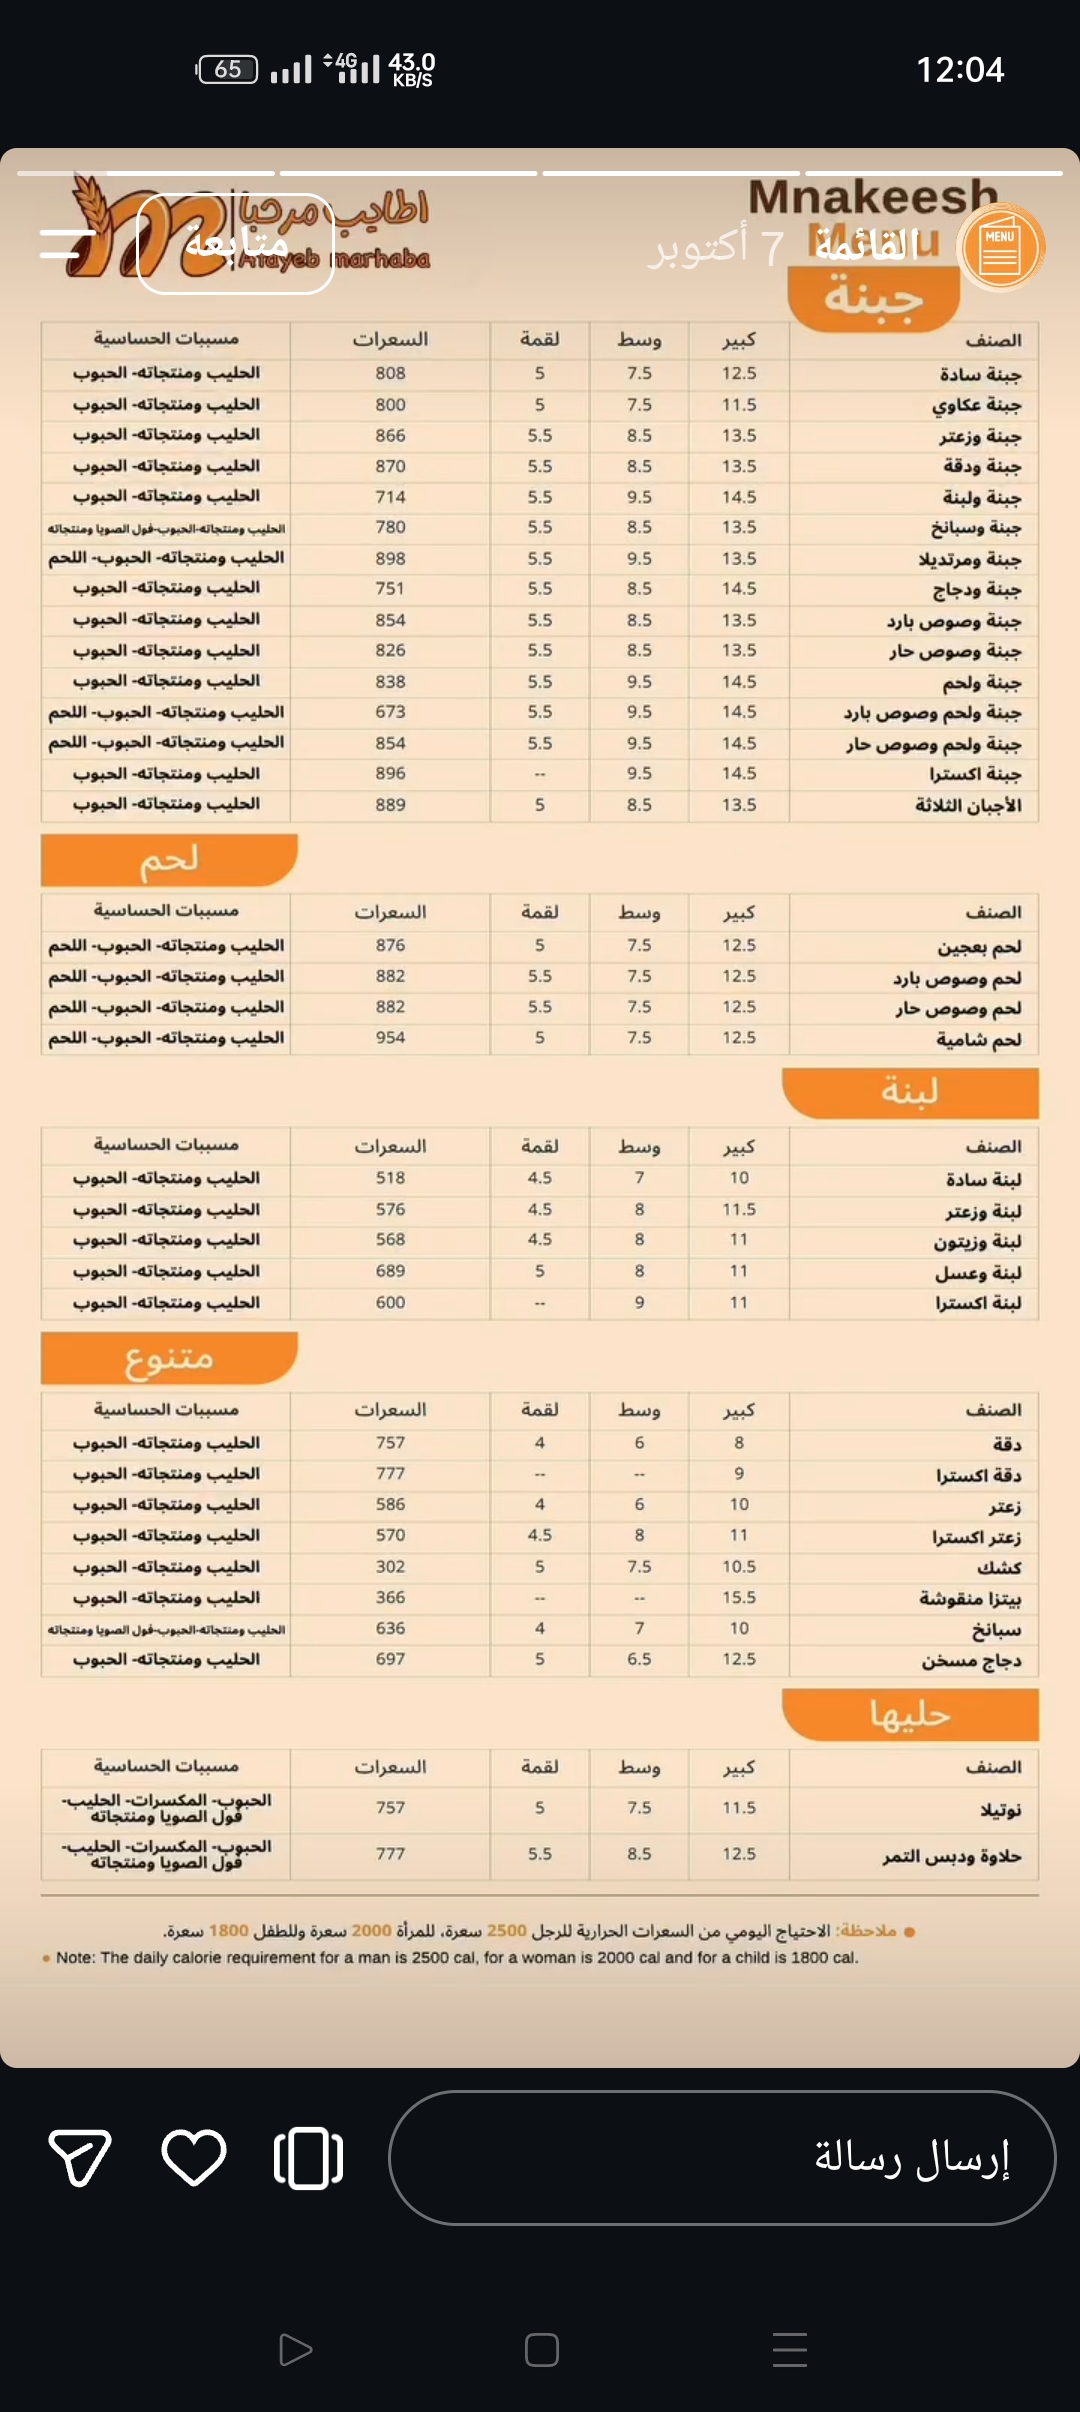 65 4G 43.0 KB/S 12:04
Mnakeesh
اطايب مرحبا
Atayeb marhaba
القائمة 7 أكتوبر
متابعة
MENU
جبنة
الصنف كبير وسط لقمة السعرات مسببات الحساسية
جبنة سادة 12.5 7.5 5 808 الحليب ومنتجاته- الحبوب
جبنة عكاوي 11.5 7.5 5 800 الحليب ومنتجاته- الحبوب
جبنة وزعتر 13.5 8.5 5.5 866 الحليب ومنتجاته- الحبوب
جبنة ودقة 13.5 8.5 5.5 870 الحليب ومنتجاته- الحبوب
جبنة ولبنة 14.5 9.5 5.5 714 الحليب ومنتجاته- الحبوب
جبنة وسبانخ 13.5 8.5 5.5 780 الحليب ومنتجاته-الحبوب-فول الصويا ومنتجاته
جبنة ومرتديلا 13.5 9.5 5.5 898 الحليب ومنتجاته- الحبوب- اللحم
جبنة ودجاج 14.5 8.5 5.5 751 الحليب ومنتجاته- الحبوب
جبنة وصوص بارد 13.5 8.5 5.5 854 الحليب ومنتجاته- الحبوب
جبنة وصوص حار 13.5 8.5 5.5 826 الحليب ومنتجاته- الحبوب
جبنة ولحم 14.5 9.5 5.5 838 الحليب ومنتجاته- الحبوب
جبنة ولحم وصوص بارد 14.5 9.5 5.5 673 الحليب ومنتجاته- الحبوب- اللحم
جبنة ولحم وصوص حار 14.5 9.5 5.5 854 الحليب ومنتجاته- الحبوب- اللحم
جبنة اكسترا 14.5 9.5 -- 896 الحليب ومنتجاته- الحبوب
الأجبان الثلاثة 13.5 8.5 5 889 الحليب ومنتجاته- الحبوب
لحم
الصنف كبير وسط لقمة السعرات مسببات الحساسية
لحم بعجين 12.5 7.5 5 876 الحليب ومنتجاته- الحبوب- اللحم
لحم وصوص بارد 12.5 7.5 5.5 882 الحليب ومنتجاته- الحبوب- اللحم
لحم وصوص حار 12.5 7.5 5.5 882 الحليب ومنتجاته- الحبوب- اللحم
لحم شامية 12.5 7.5 5 954 الحليب ومنتجاته- الحبوب- اللحم
لبنة
الصنف كبير وسط لقمة السعرات مسببات الحساسية
لبنة سادة 10 7 4.5 518 الحليب ومنتجاته- الحبوب
لبنة وزعتر 11.5 8 4.5 576 الحليب ومنتجاته- الحبوب
لبنة وزيتون 11 8 4.5 568 الحليب ومنتجاته- الحبوب
لبنة وعسل 11 8 5 689 الحليب ومنتجاته- الحبوب
لبنة اكسترا 11 9 -- 600 الحليب ومنتجاته- الحبوب
متنوع
الصنف كبير وسط لقمة السعرات مسببات الحساسية
دقة 8 6 4 757 الحليب ومنتجاته- الحبوب
دقة اكسترا 9 -- -- 777 الحليب ومنتجاته- الحبوب
زعتر 10 6 4 586 الحليب ومنتجاته- الحبوب
زعتر اكسترا 11 8 4.5 570 الحليب ومنتجاته- الحبوب
كشك 10.5 7.5 5 302 الحليب ومنتجاته- الحبوب
بيتزا منقوشة 15.5 -- -- 366 الحليب ومنتجاته- الحبوب
سبانخ 10 7 4 636 الحليب ومنتجاته-الحبوب-فول الصويا ومنتجاته
دجاج مسخن 12.5 6.5 5 697 الحليب ومنتجاته- الحبوب
حليها
الصنف كبير وسط لقمة السعرات مسببات الحساسية
نوتيلا 11.5 7.5 5 757 الحبوب- المكسرات- الحليب-
فول الصويا ومنتجاته
حلاوة ودبس التمر 12.5 8.5 5.5 777 الحبوب- المكسرات- الحليب-
فول الصويا ومنتجاته
● ملاحظة: الاحتياج اليومي من السعرات الحرارية للرجل 2500 سعرة، للمرأة 2000 سعرة وللطفل 1800 سعرة.
● Note: The daily calorie requirement for a man is 2500 cal, for a woman is 2000 cal and for a child is 1800 cal.
إرسال رسالة